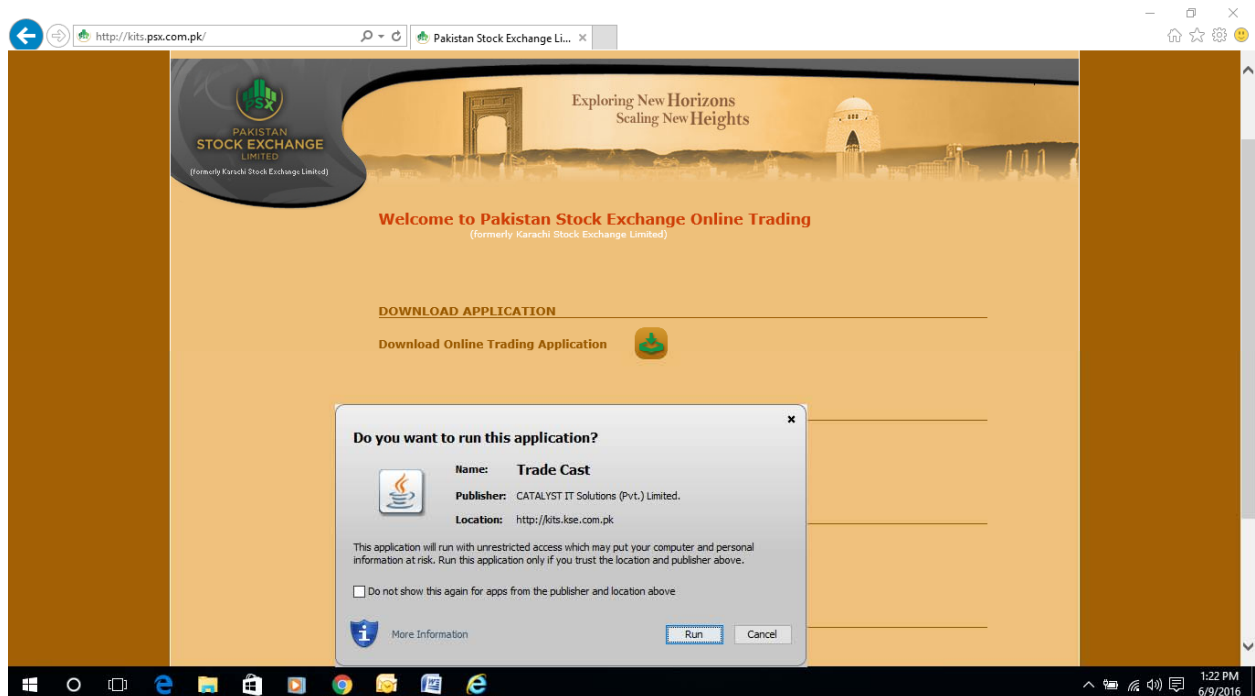 http://kits.psx.com.pk/
Pakistan Stock Exchange Li...
PSX
PAKISTAN
STOCK EXCHANGE
LIMITED
(formerly Karachi Stock Exchange Limited)
Exploring New Horizons
Scaling New Heights
Welcome to Pakistan Stock Exchange Online Trading
(formerly Karachi Stock Exchange Limited)
DOWNLOAD APPLICATION
Download Online Trading Application
Do you want to run this application?
Name: Trade Cast
Publisher: CATALYST IT Solutions (Pvt.) Limited.
Location: http://kits.kse.com.pk
This application will run with unrestricted access which may put your computer and personal
information at risk. Run this application only if you trust the location and publisher above.
Do not show this again for apps from the publisher and location above
More Information
Run Cancel
1:22 PM
6/9/2016